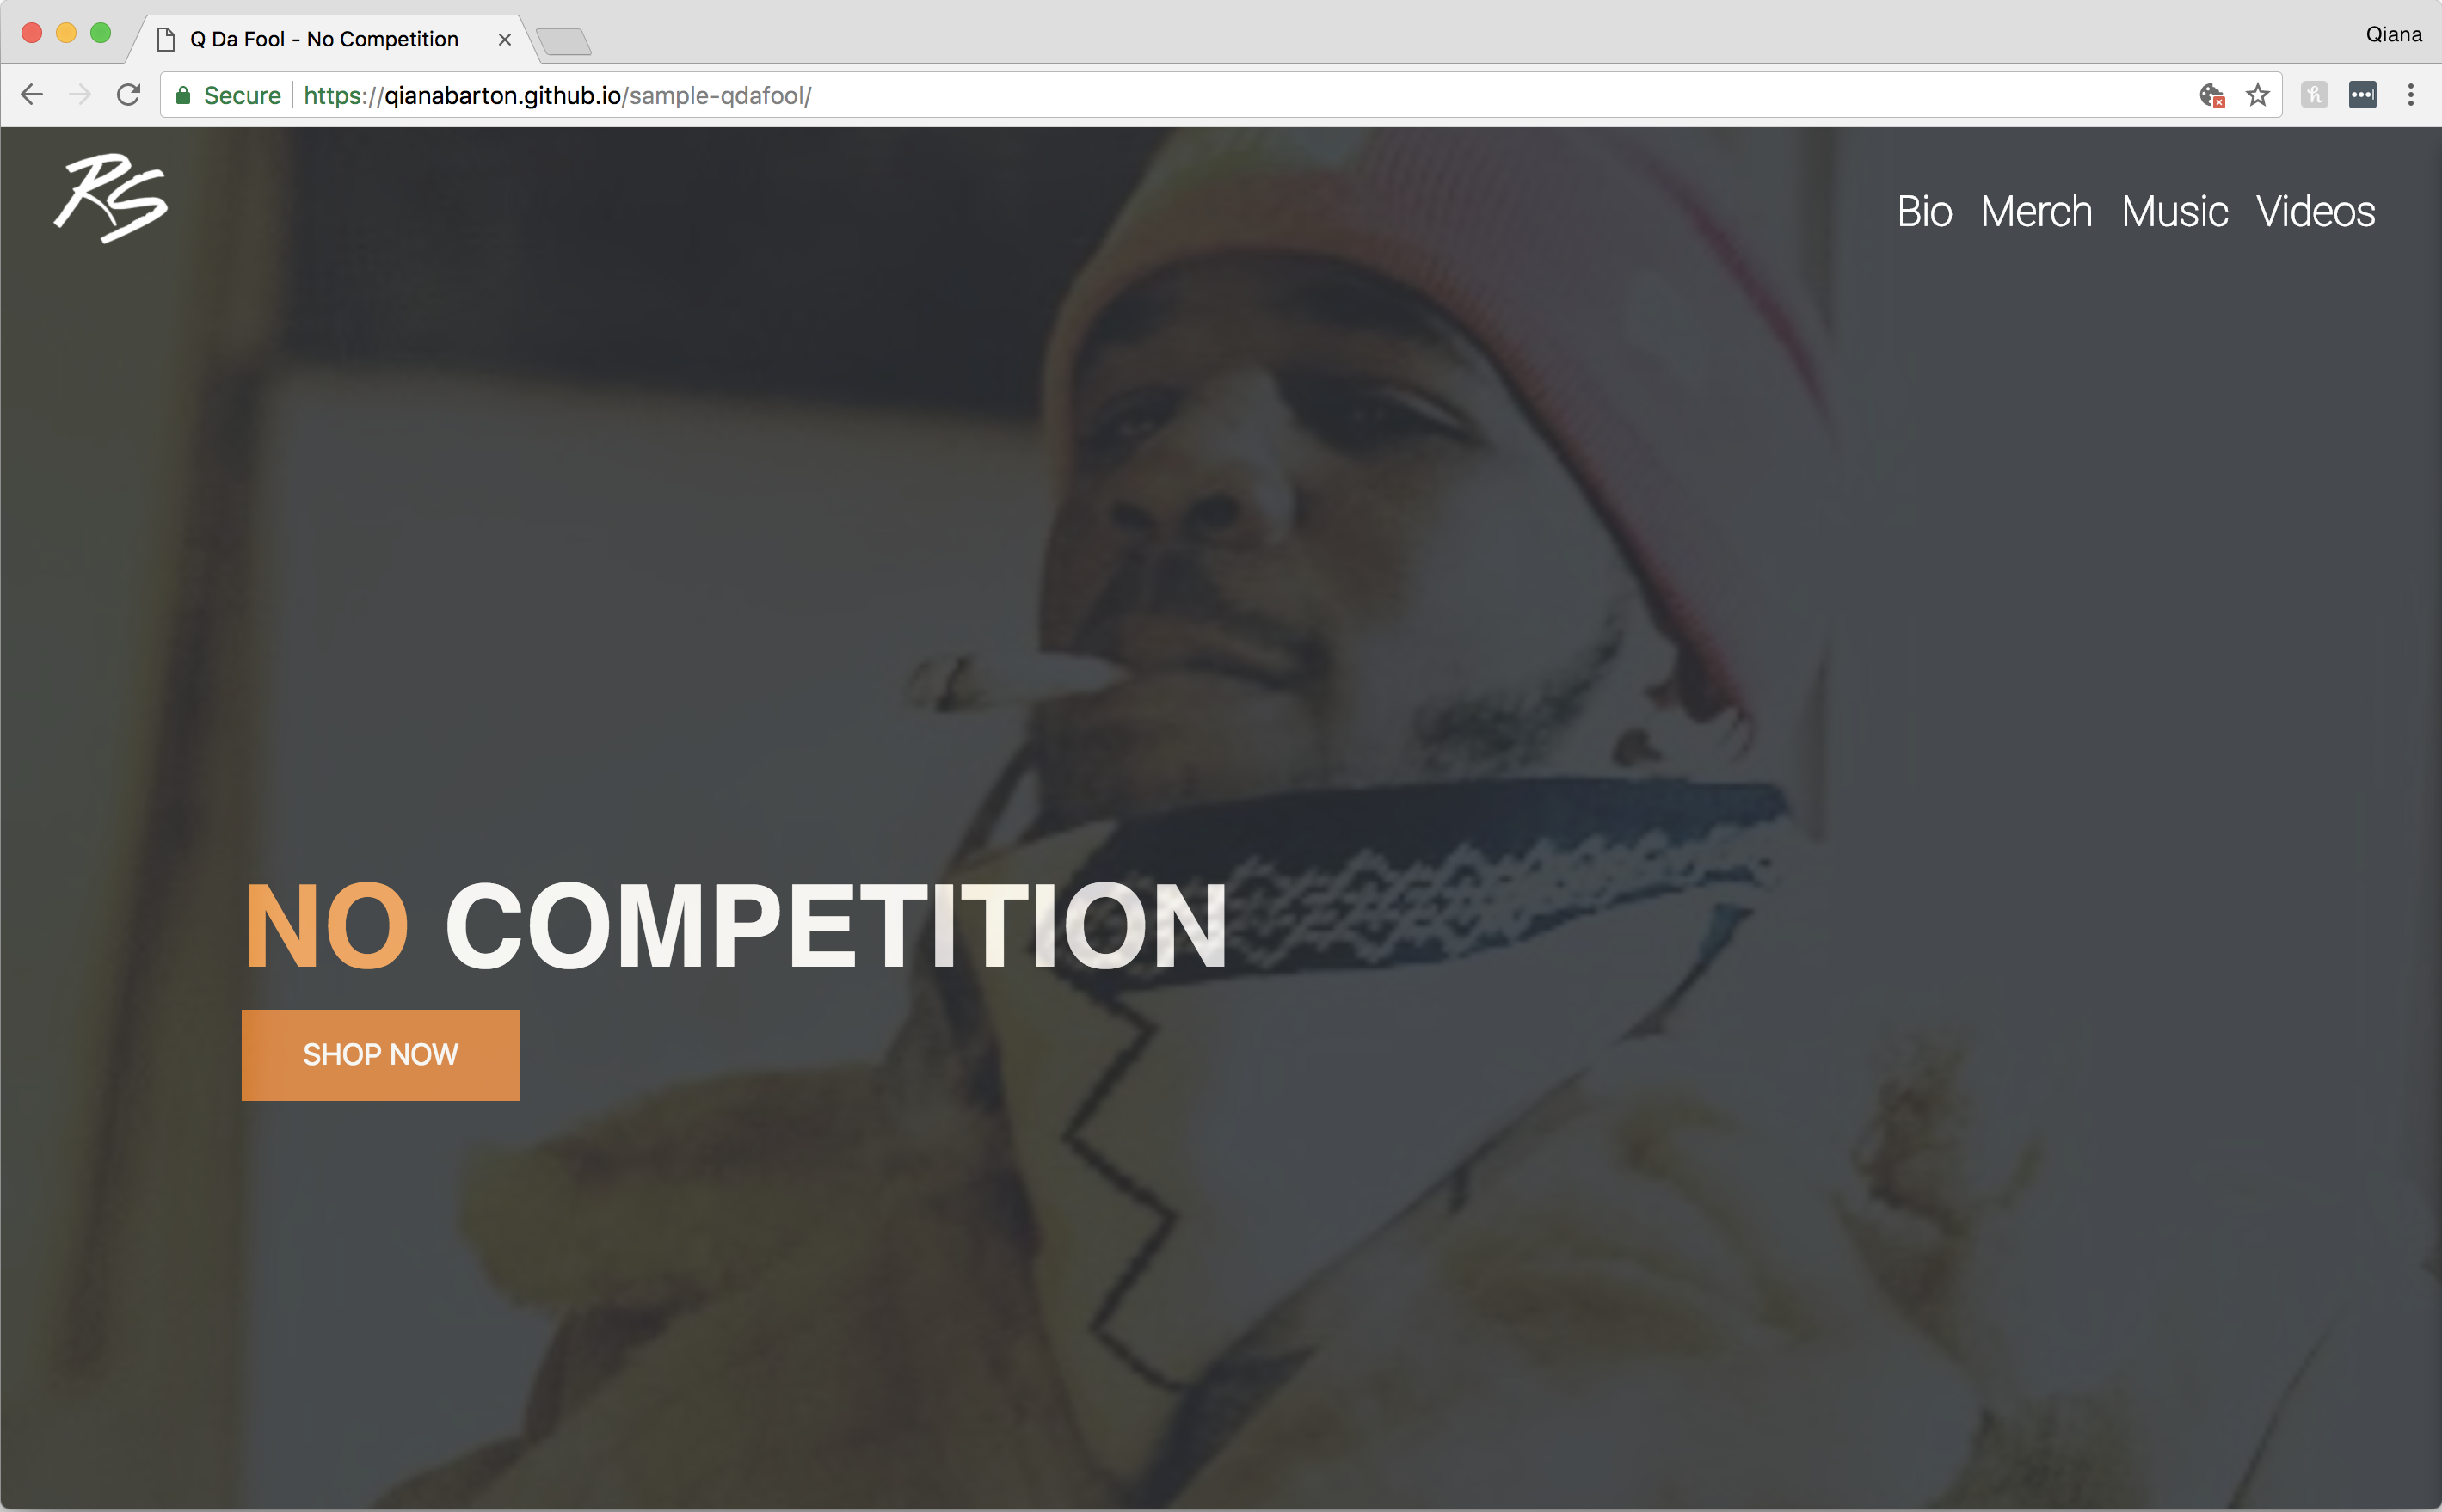 Q Da Fool - No Competition
Qiana
Secure https://qianabarton.github.io/sample-qdafool/
RS
Bio Merch Music Videos
NO COMPETITION
SHOP NOW